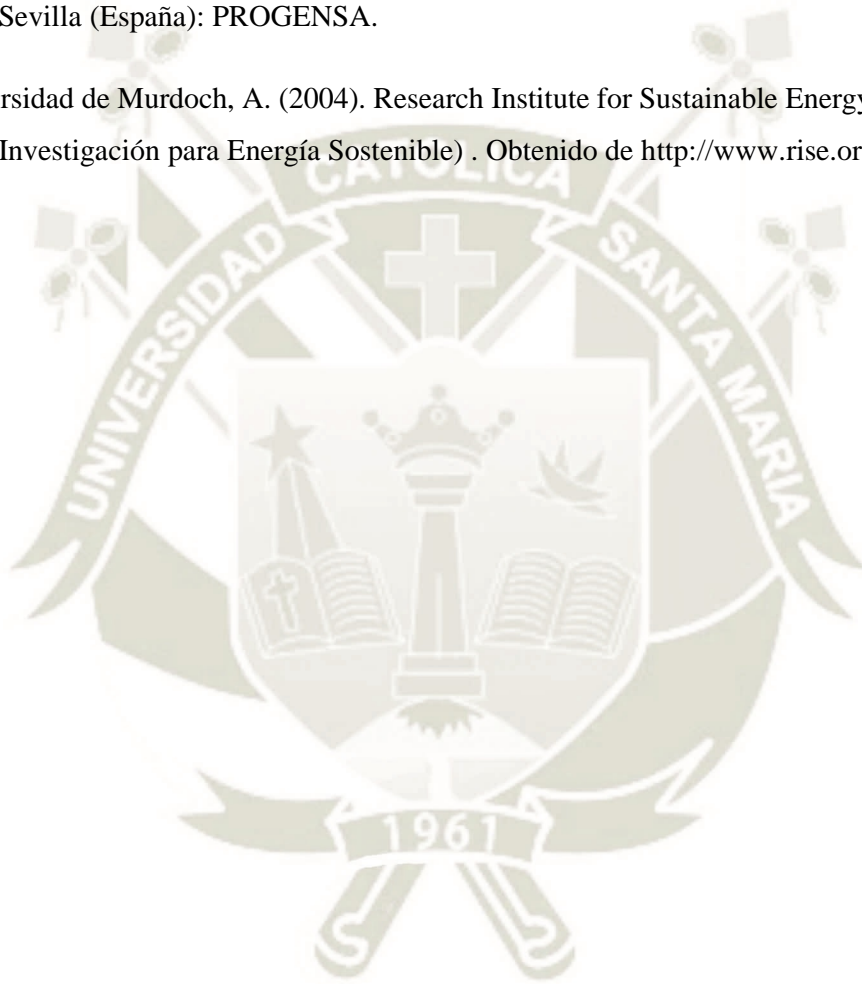 Sevilla (España): PROGENSA.
rsidad de Murdoch, A. (2004). Research Institute for Sustainable Energy
Investigación para Energía Sostenible) . Obtenido de http://www.rise.or
UNIVERSIDAD CATOLICA SANTA MARIA
1961